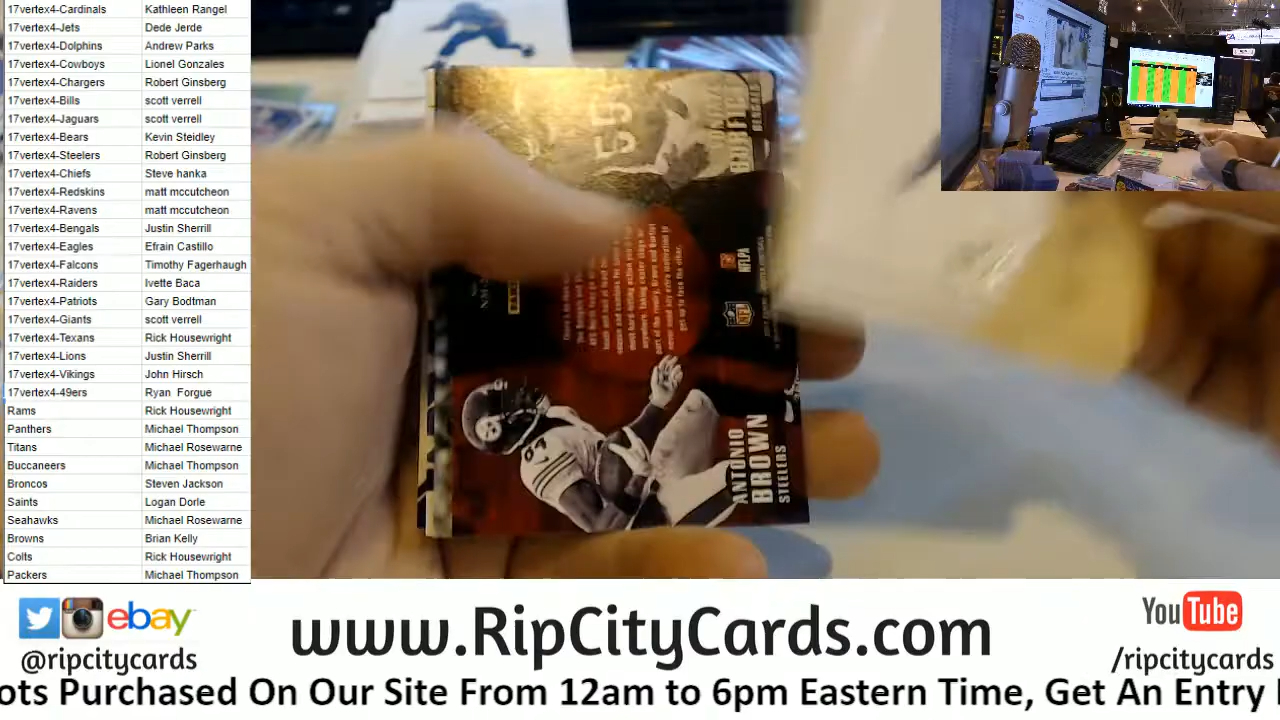 17vertex4-Cardinals Kathleen Rangel
17vertex4-Jets Dede Jerde
17vertex4-Dolphins Andrew Parks
17vertex4-Cowboys Lionel Gonzales
17vertex4-Chargers Robert Ginsberg
17vertex4-Bills scott verrell
17vertex4-Jaguars scott verrell
17vertex4-Bears Kevin Steidley
17vertex4-Steelers Robert Ginsberg
17vertex4-Chiefs Steve hanka
17vertex4-Redskins matt mccutcheon
17vertex4-Ravens matt mccutcheon
17vertex4-Bengals Justin Sherrill
17vertex4-Eagles Efrain Castillo
17vertex4-Falcons Timothy Fagerhaugh
17vertex4-Raiders Ivette Baca
17vertex4-Patriots Gary Bodtman
17vertex4-Giants scott verrell
17vertex4-Texans Rick Housewright
17vertex4-Lions Justin Sherrill
17vertex4-Vikings John Hirsch
17vertex4-49ers Ryan Forgue
Rams Rick Housewright
Panthers Michael Thompson
Titans Michael Rosewarne
Buccaneers Michael Thompson
Broncos Steven Jackson
Saints Logan Dorle
Seahawks Michael Rosewarne
Browns Brian Kelly
Colts Rick Housewright
Packers Michael Thompson
55
BENGALS
NFLPA
NFL
ANTONIO
BROWN
STEELERS
ebay
@ripcitycards
www.RipCityCards.com
YouTube
/ripcitycards
ots Purchased On Our Site From 12am to 6pm Eastern Time, Get An Entry